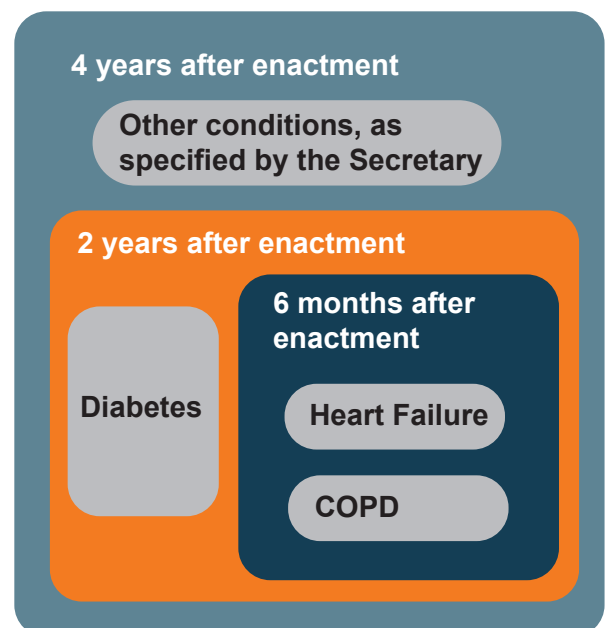 4 years after enactment
Other conditions, as
specified by the Secretary
2 years after enactment
Diabetes
6 months after
enactment
Heart Failure
COPD